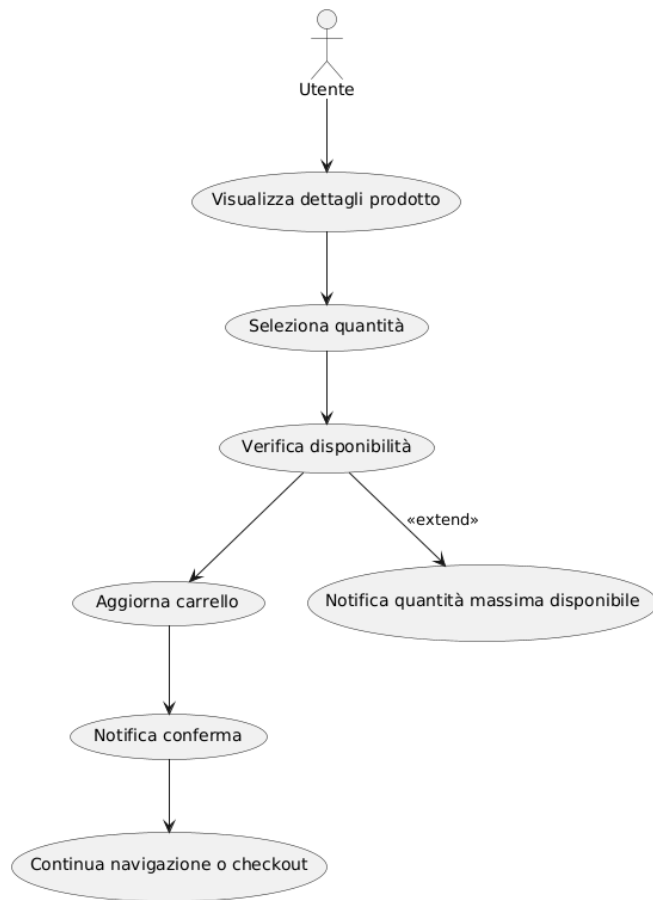 Utente
Visualizza dettagli prodotto
Seleziona quantità
Verifica disponibilità
«extend»
Aggiorna carrello
Notifica quantità massima disponibile
Notifica conferma
Continua navigazione o checkout